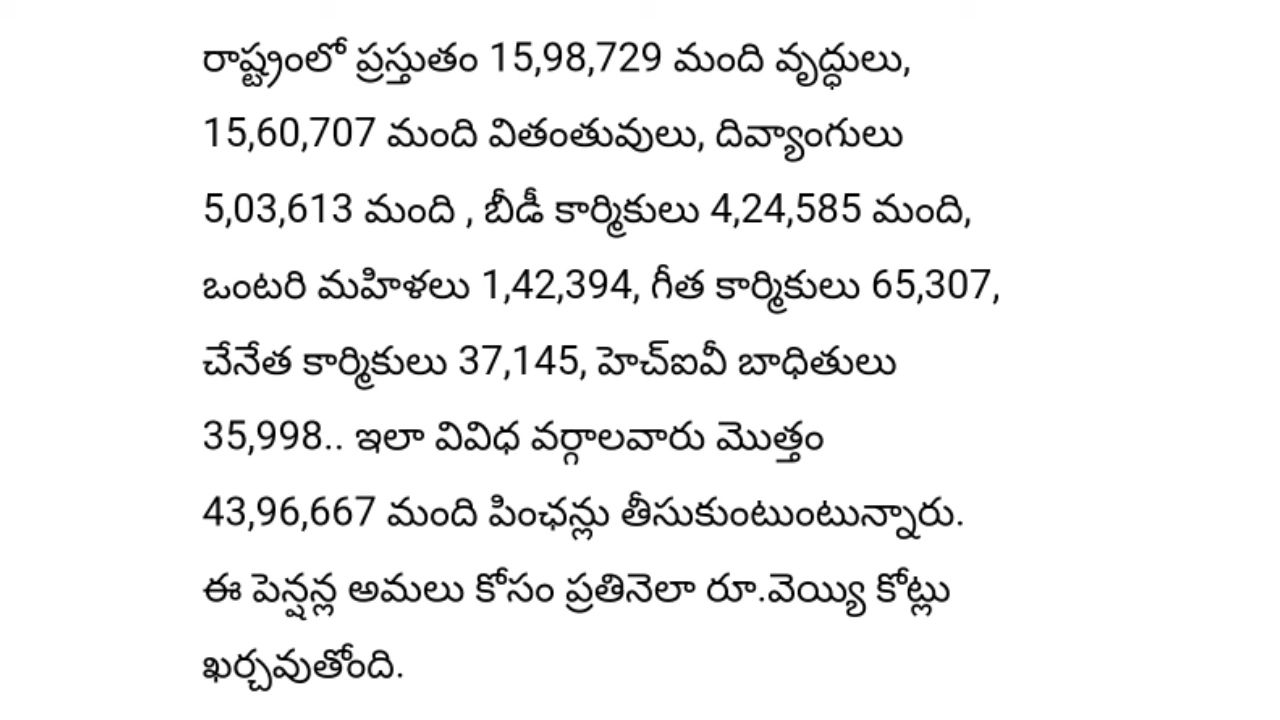 రాష్ట్రంలో ప్రస్తుతం 15,98,729 మంది వృద్ధులు,
15,60,707 మంది వితంతువులు, దివ్యాంగులు
5,03,613 మంది , బీడీ కార్మికులు 4,24,585 మంది,
ఒంటరి మహిళలు 1,42,394, గీత కార్మికులు 65,307,
చేనేత కార్మికులు 37,145, హెచ్ఐవీ బాధితులు
35,998.. ఇలా వివిధ వర్గాలవారు మొత్తం
43,96,667 మంది పింఛన్లు తీసుకుంటుంటున్నారు.
ఈ పెన్షన్ల అమలు కోసం ప్రతినెలా రూ.వెయ్యి కోట్లు
ఖర్చవుతోంది.